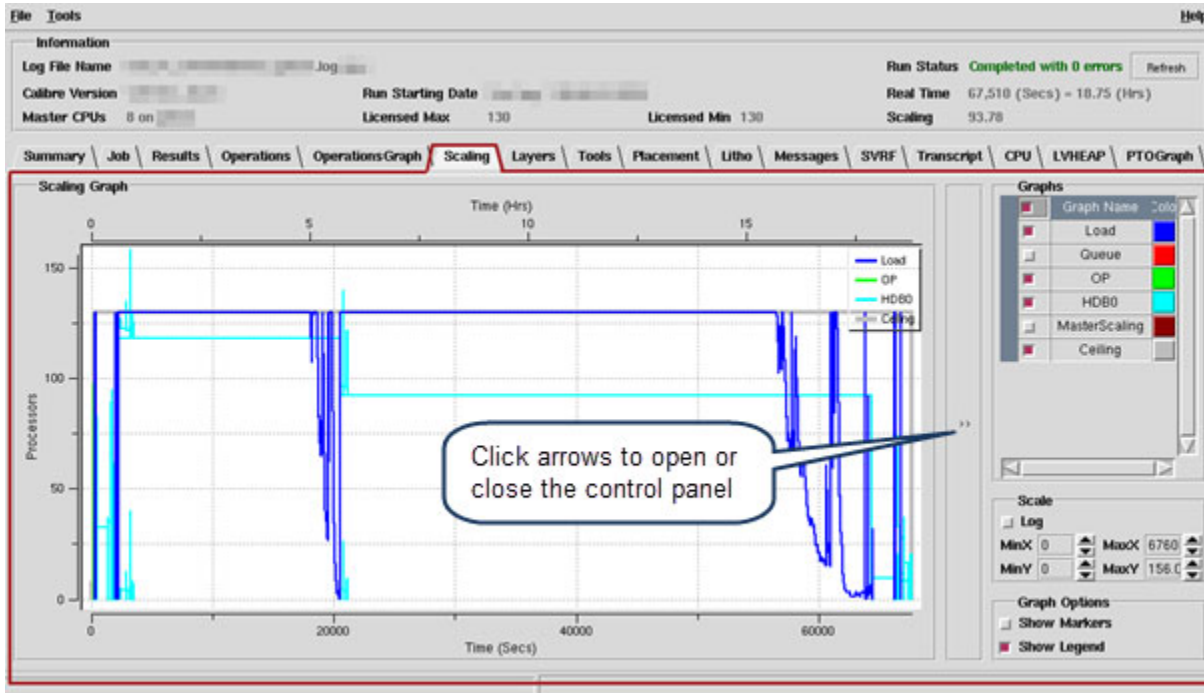 File Tools Help
Information
Log File Name .log
Run Status Completed with 0 errors Refresh
Calibre Version
Run Starting Date
Real Time 67,510 (Secs) = 18.75 (Hrs)
Master CPUs 8 on
Licensed Max 130
Licensed Min 130
Scaling 93.78
Summary Job Results Operations OperationsGraph Scaling Layers Tools Placement Litho Messages SVRF Transcript CPU LVHEAP PTOGraph
Scaling Graph
Time (Hrs)
0 5 10 15
Processors
150
100
50
0
Load
OP
HDB0
Ceiling
0 20000 40000 60000
Time (Secs)
Click arrows to open or
close the control panel
>>
Graphs
Graph Name Colo
Load
Queue
OP
HDB0
MasterScaling
Ceiling
Scale
Log
MinX 0 MaxX 6760
MinY 0 MaxY 156.0
Graph Options
Show Markers
Show Legend